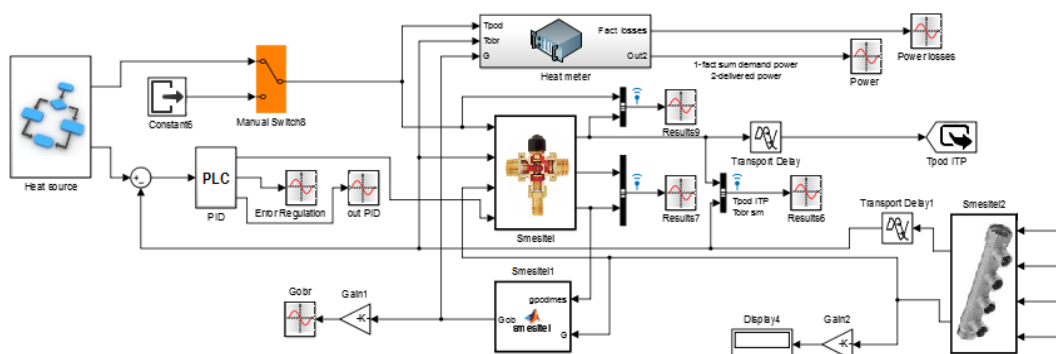 Tpod
Tobr
G
Fact losses
Out2
Heat meter
1-fact sum demand power
2-delivered power
Power losses
Power
Heat source
Constant6
Manual Switch8
Results9
Transport Delay
Tpod ITP
PLC
PID
Error Regulation
out PID
Smesitel
Results7
Tpod ITP
Tobr sm
Results6
Transport Delay1
Smesitel2
Smesitel1
gpodmes
Gob
smesitel
G
Gobr
Gain1
-K-
Display4
Gain2
-K-